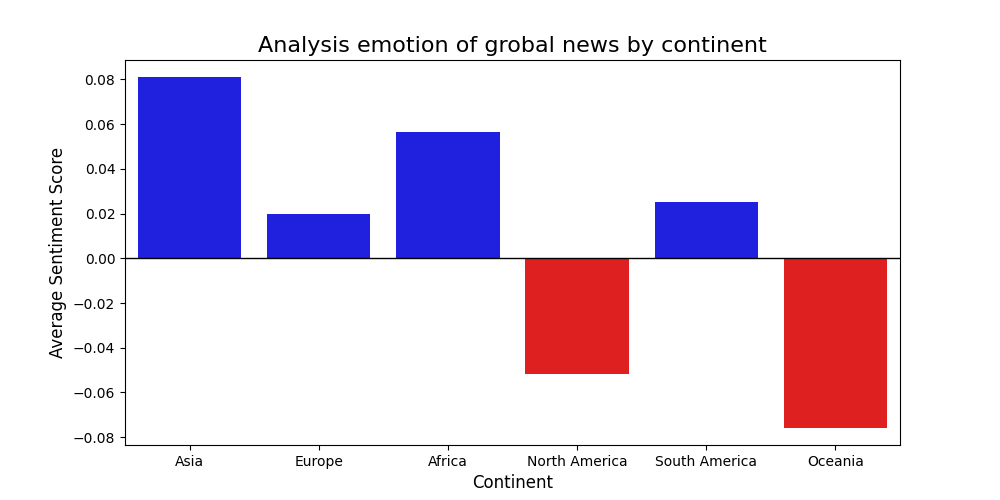 Analysis emotion of grobal news by continent
Average Sentiment Score
0.08
0.06
0.04
0.02
0.00
−0.02
−0.04
−0.06
−0.08
Asia Europe Africa North America South America Oceania
Continent